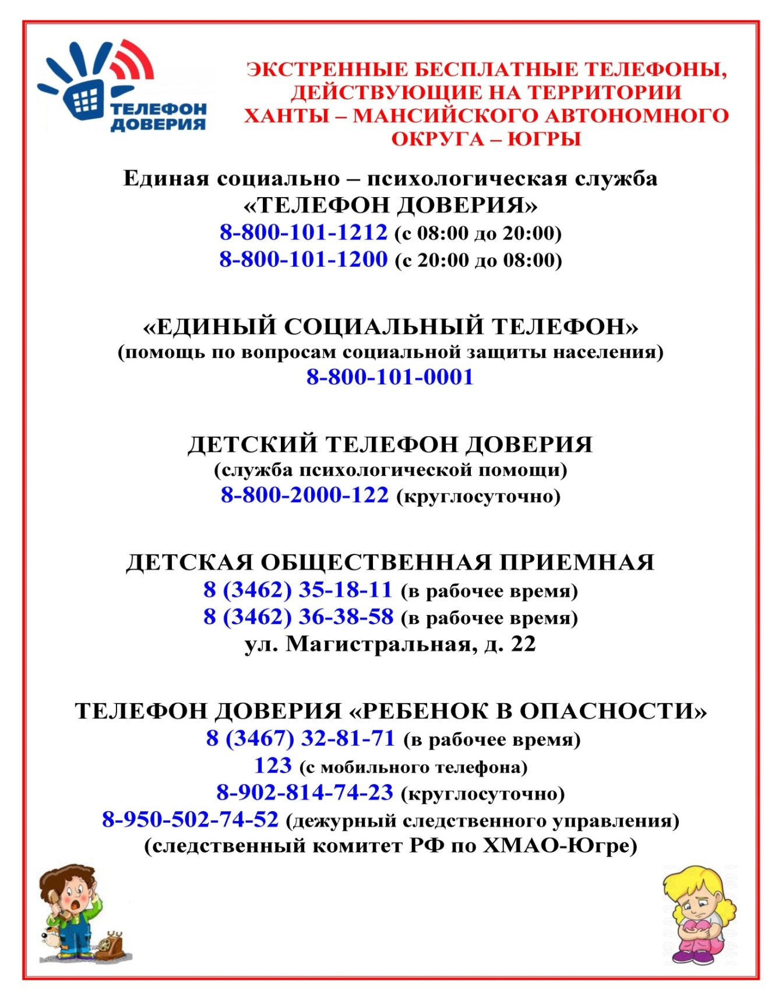 ТЕЛЕФОН
ДОВЕРИЯ
ЭКСТРЕННЫЕ БЕСПЛАТНЫЕ ТЕЛЕФОНЫ,
ДЕЙСТВУЮЩИЕ НА ТЕРРИТОРИИ
ХАНТЫ – МАНСИЙСКОГО АВТОНОМНОГО
ОКРУГА – ЮГРЫ
Единая социально – психологическая служба
«ТЕЛЕФОН ДОВЕРИЯ»
8-800-101-1212 (с 08:00 до 20:00)
8-800-101-1200 (с 20:00 до 08:00)
«ЕДИНЫЙ СОЦИАЛЬНЫЙ ТЕЛЕФОН»
(помощь по вопросам социальной защиты населения)
8-800-101-0001
ДЕТСКИЙ ТЕЛЕФОН ДОВЕРИЯ
(служба психологической помощи)
8-800-2000-122 (круглосуточно)
ДЕТСКАЯ ОБЩЕСТВЕННАЯ ПРИЕМНАЯ
8 (3462) 35-18-11 (в рабочее время)
8 (3462) 36-38-58 (в рабочее время)
ул. Магистральная, д. 22
ТЕЛЕФОН ДОВЕРИЯ «РЕБЕНОК В ОПАСНОСТИ»
8 (3467) 32-81-71 (в рабочее время)
123 (с мобильного телефона)
8-902-814-74-23 (круглосуточно)
8-950-502-74-52 (дежурный следственного управления)
(следственный комитет РФ по ХМАО-Югре)